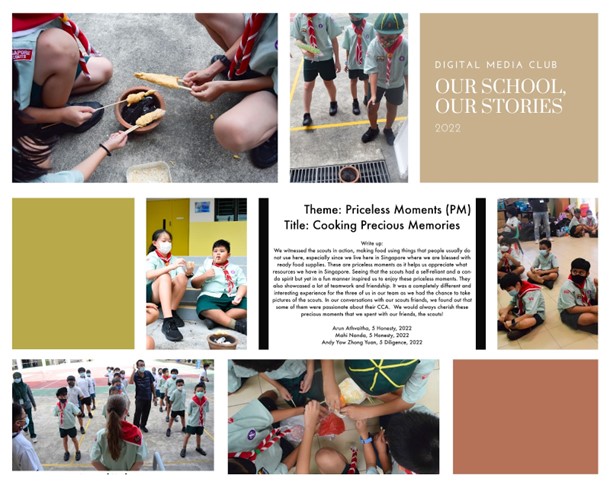 SINGAPORE
SCOUTS
DIGITAL MEDIA CLUB
OUR SCHOOL,
OUR STORIES
2022
Theme: Priceless Moments (PM)
Title: Cooking Precious Memories
Write up:
We witnessed the scouts in action, making food using things that people usually do
not use here, especially since we live here in Singapore where we are blessed with
ready food supplies. These are priceless moments as it helps us appreciate what
resources we have in Singapore. Seeing that the scouts had a self-reliant and a can-
do spirit but yet in a fun manner inspired us to enjoy these priceless moments. They
also showcased a lot of teamwork and friendship. It was a completely different and
interesting experience for the three of us in our team as we had the chance to take
pictures of the scouts. In our conversations with our scouts friends, we found out that
some of them were passionate about their CCA. We would always cherish these
precious moments that we spent with our friends, the scouts!
Arun Athvaitha, 5 Honesty, 2022
Mahi Nanda, 5 Honesty, 2022
Andy Yaw Zhong Yuan, 5 Diligence, 2022